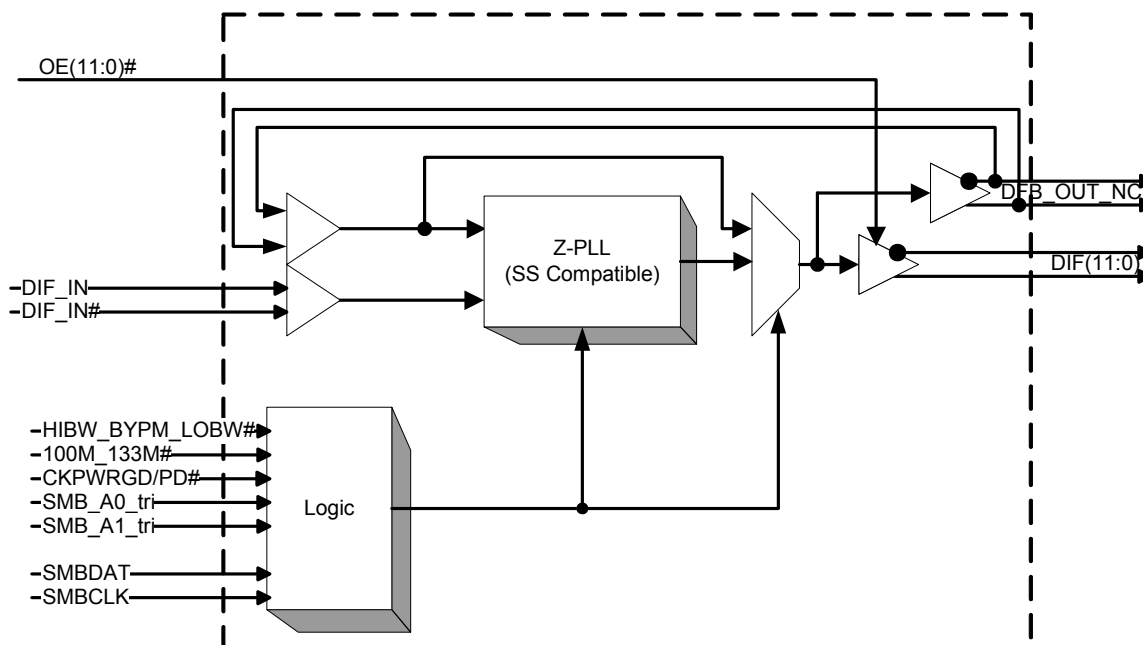 OE(11:0)#
DFB_OUT_NC
Z-PLL
(SS Compatible)
DIF(11:0)
DIF_IN
DIF_IN#
HIBW_BYPM_LOBW#
100M_133M#
CKPWRGD/PD#
SMB_A0_tri
SMB_A1_tri
Logic
SMBDAT
SMBCLK